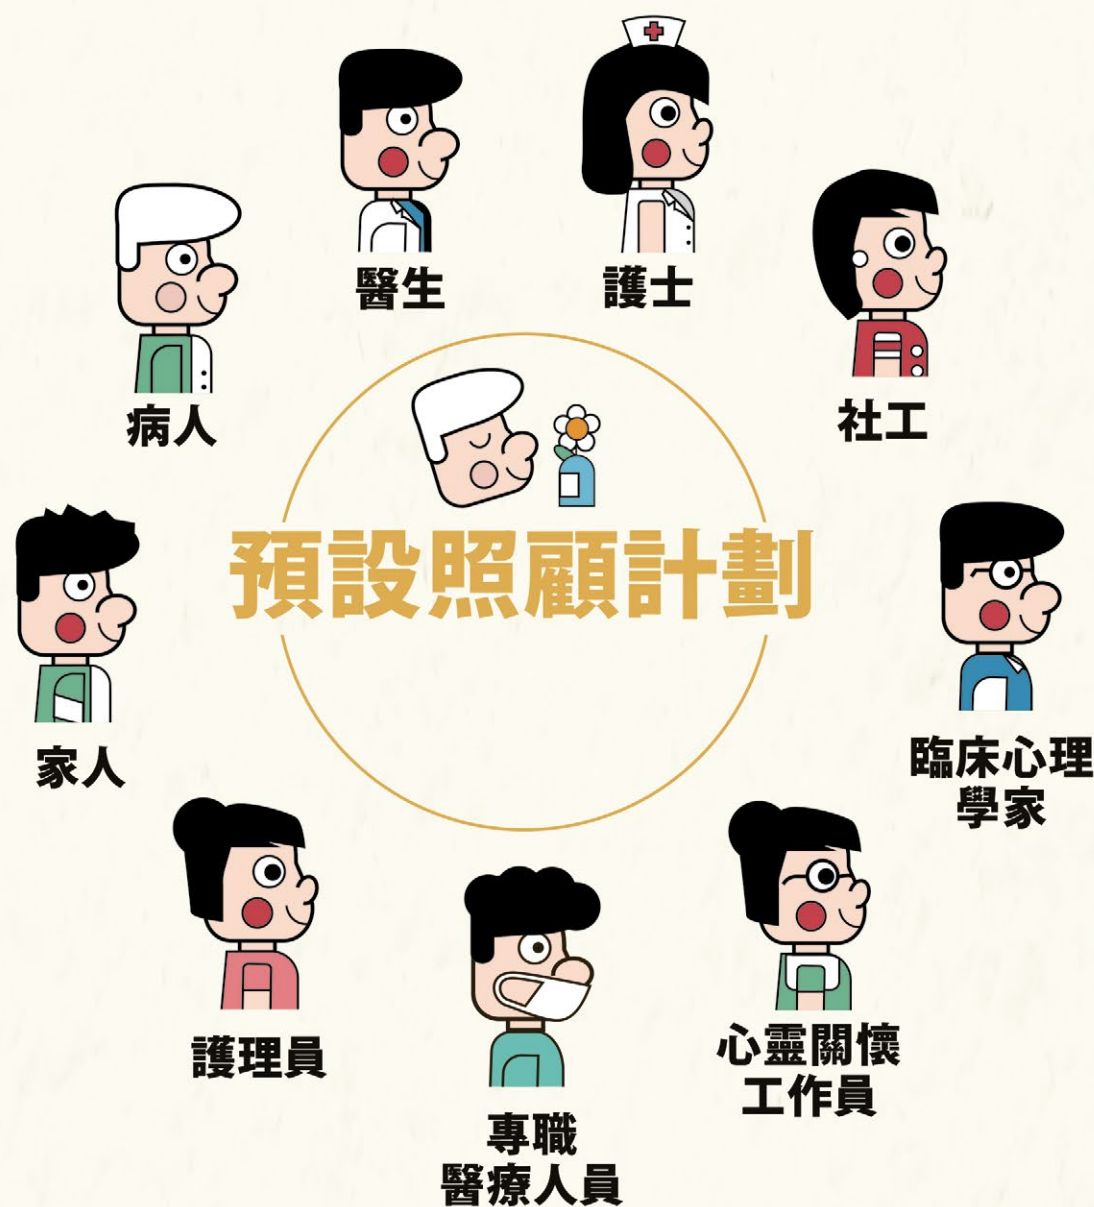 醫生
護士
病人
社工
預設照顧計劃
家人
臨床心理
學家
護理員
心靈關懷
工作員
專職
醫療人員